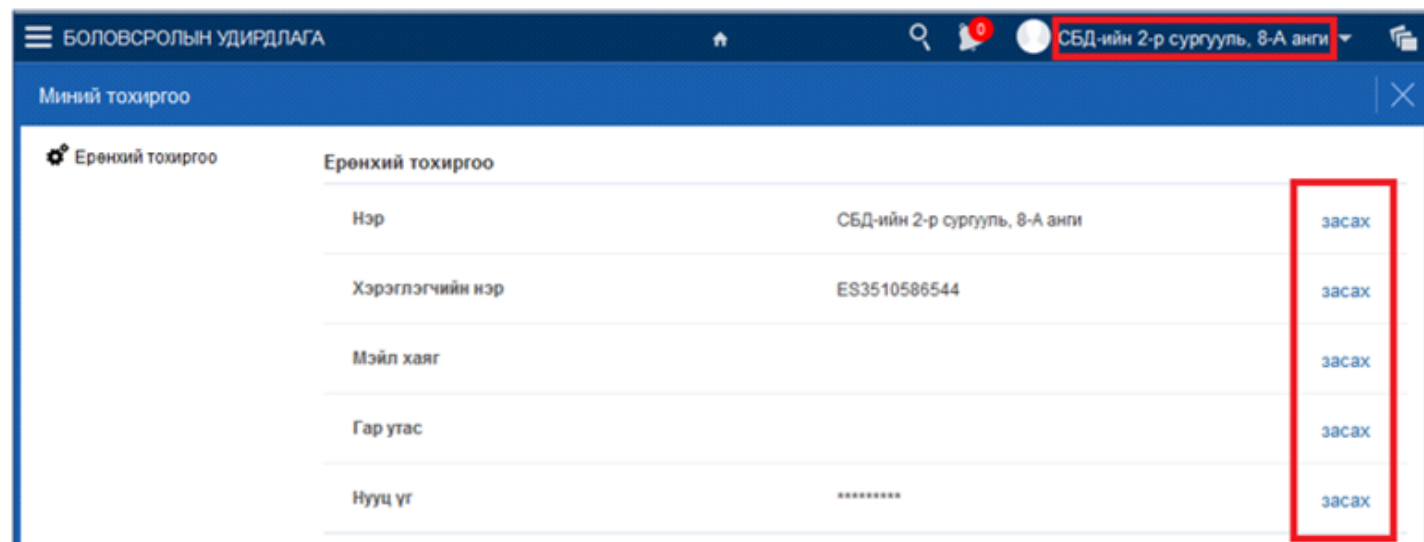 БОЛОВСРОЛЫН УДИРДЛАГА 0 СБД-ийн 2-р сургууль, 8-А анги
Миний тохиргоо
Ерөнхий тохиргоо Ерөнхий тохиргоо
Нэр СБД-ийн 2-р сургууль, 8-А анги засах
Хэрэглэгчийн нэр ES3510586544 засах
Мэйл хаяг засах
Гар утас засах
Нууц үг ********* засах